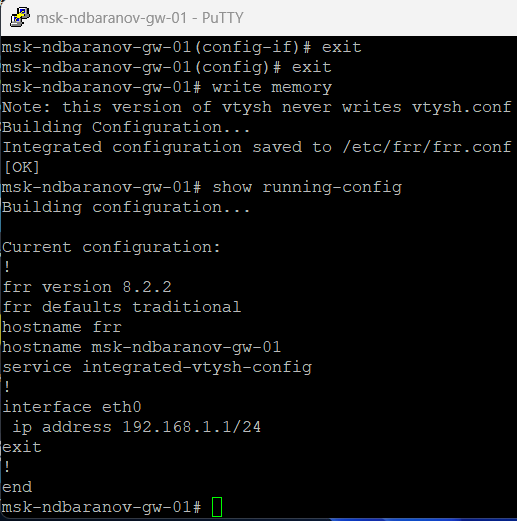 msk-ndbaranov-gw-01 - PuTTY
msk-ndbaranov-gw-01(config-if)# exit
msk-ndbaranov-gw-01(config)# exit
msk-ndbaranov-gw-01# write memory
Note: this version of vtysh never writes vtysh.conf
Building Configuration...
Integrated configuration saved to /etc/frr/frr.conf
[OK]
msk-ndbaranov-gw-01# show running-config
Building configuration...

Current configuration:
!
frr version 8.2.2
frr defaults traditional
hostname frr
hostname msk-ndbaranov-gw-01
service integrated-vtysh-config
!
interface eth0
 ip address 192.168.1.1/24
exit
!
end
msk-ndbaranov-gw-01#